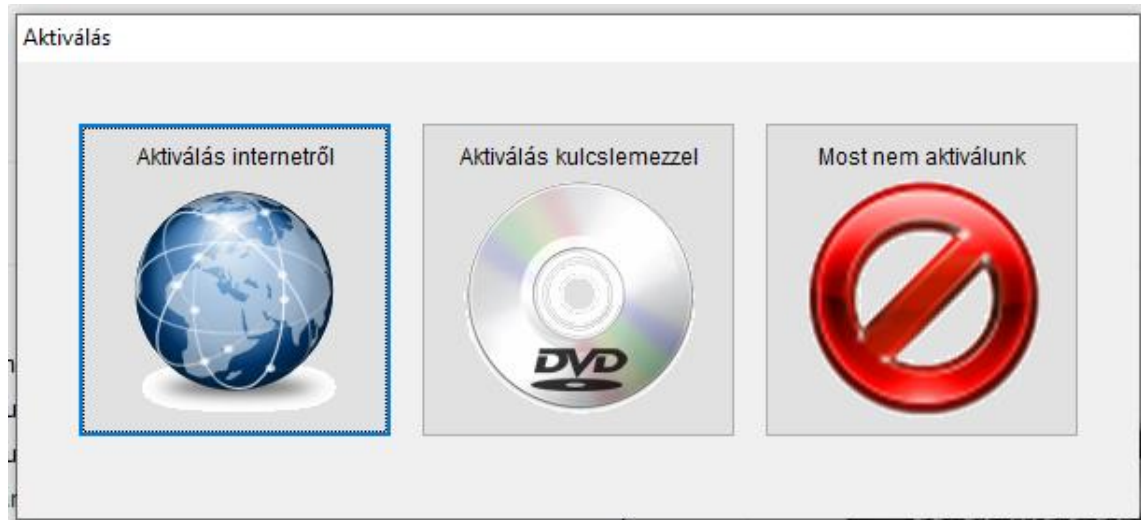 Aktiválás
Aktiválás internetről
Aktiválás kulcslemezzel
Most nem aktiválunk
DVD